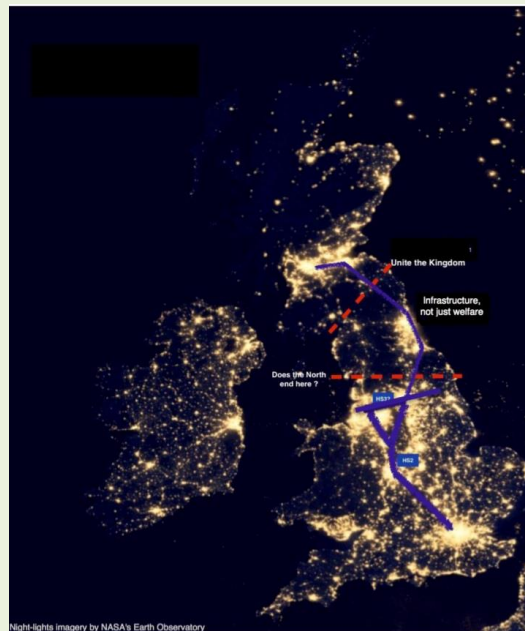 Unite the Kingdom
Infrastructure,
not just welfare
Does the North
end here ?
HS3?
HS2
Night-lights imagery by NASA's Earth Observatory